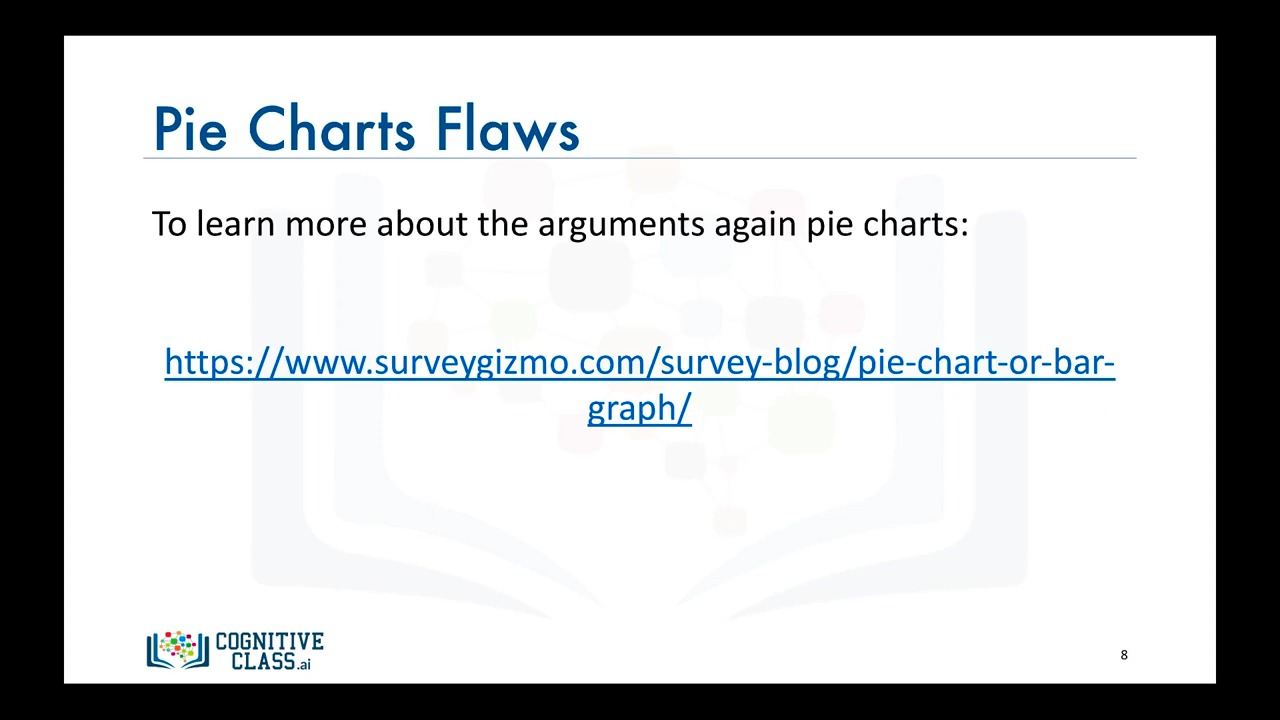 Pie Charts Flaws
To learn more about the arguments again pie charts:
https://www.surveygizmo.com/survey-blog/pie-chart-or-bar-
graph/
COGNITIVE
CLASS.ai
8